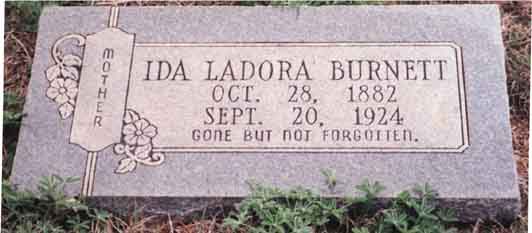 MOTHER
IDA LADORA BURNETT
OCT. 28, 1882
SEPT. 20, 1924
GONE BUT NOT FORGOTTEN.